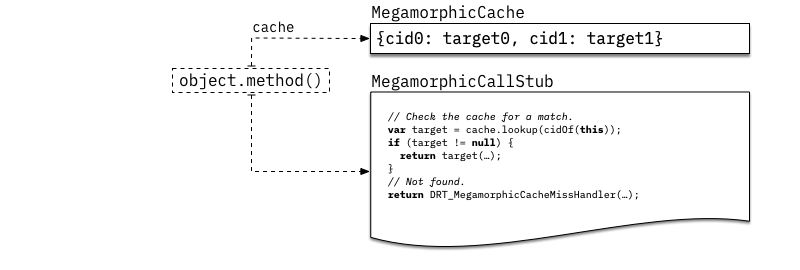 MegamorphicCache
cache
{cid0: target0, cid1: target1}
object.method()
MegamorphicCallStub
// Check the cache for a match.
var target = cache.lookup(cidOf(this));
if (target != null) {
  return target(…);
}
// Not found.
return DRT_MegamorphicCacheMissHandler(…);